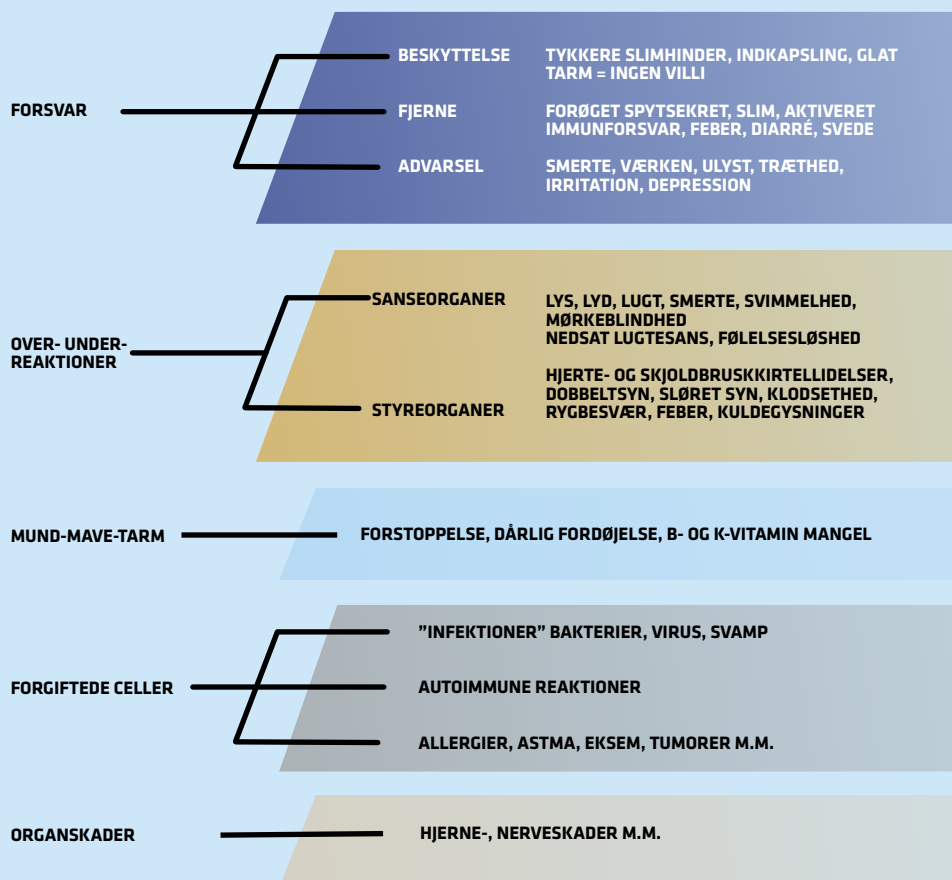 FORSVAR
BESKYTTELSE
TYKKERE SLIMHINDER, INDKAPSLING, GLAT
TARM = INGEN VILLI
FJERNE
FORØGET SPYTSEKRET, SLIM, AKTIVERET
IMMUNFORSVAR, FEBER, DIARRÉ, SVEDE
ADVARSEL
SMERTE, VÆRKEN, ULYST, TRÆTHED,
IRRITATION, DEPRESSION
OVER- UNDER-
REAKTIONER
SANSEORGANER
LYS, LYD, LUGT, SMERTE, SVIMMELHED,
MØRKEBLINDHED
NEDSAT LUGTESANS, FØLELSESLØSHED
STYREORGANER
HJERTE- OG SKJOLDBRUSKKIRTELLIDELSER,
DOBBELTSYN, SLØRET SYN, KLODSETHED,
RYGBESVÆR, FEBER, KULDEGYSNINGER
MUND-MAVE-TARM
FORSTOPPELSE, DÅRLIG FORDØJELSE, B- OG K-VITAMIN MANGEL
FORGIFTEDE CELLER
”INFEKTIONER” BAKTERIER, VIRUS, SVAMP
AUTOIMMUNE REAKTIONER
ALLERGIER, ASTMA, EKSEM, TUMORER M.M.
ORGANSKADER
HJERNE-, NERVESKADER M.M.